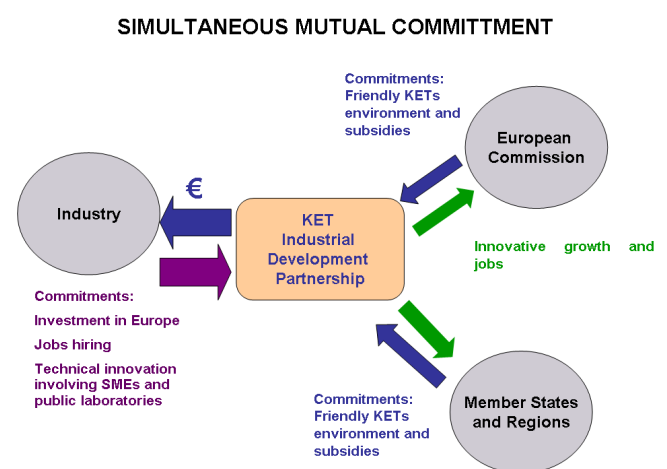 SIMULTANEOUS MUTUAL COMMITTMENT
Commitments:
Friendly KETs
environment and
subsidies
European
Commission
€
Industry
KET
Industrial
Development
Partnership
Innovative growth and
jobs
Commitments:
Investment in Europe
Jobs hiring
Technical innovation
involving SMEs and
public laboratories
Commitments:
Friendly KETs
environment and
subsidies
Member States
and Regions